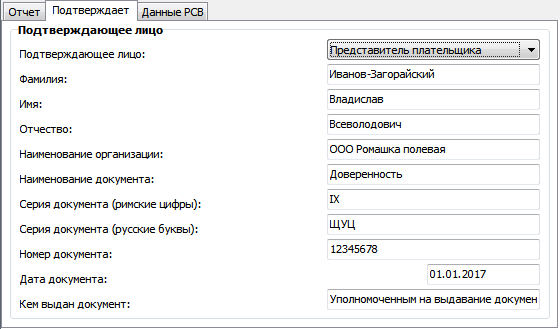 Отчет Подтверждает Данные РСВ
Подтверждающее лицо
Подтверждающее лицо: Представитель плательщика
Фамилия: Иванов-Загорайский
Имя: Владислав
Отчество: Всеволодович
Наименование организации: ООО Ромашка полевая
Наименование документа: Доверенность
Серия документа (римские цифры): IX
Серия документа (русские буквы): ЩУЦ
Номер документа: 12345678
Дата документа: 01.01.2017
Кем выдан документ: Уполномоченным на выдавание докумен